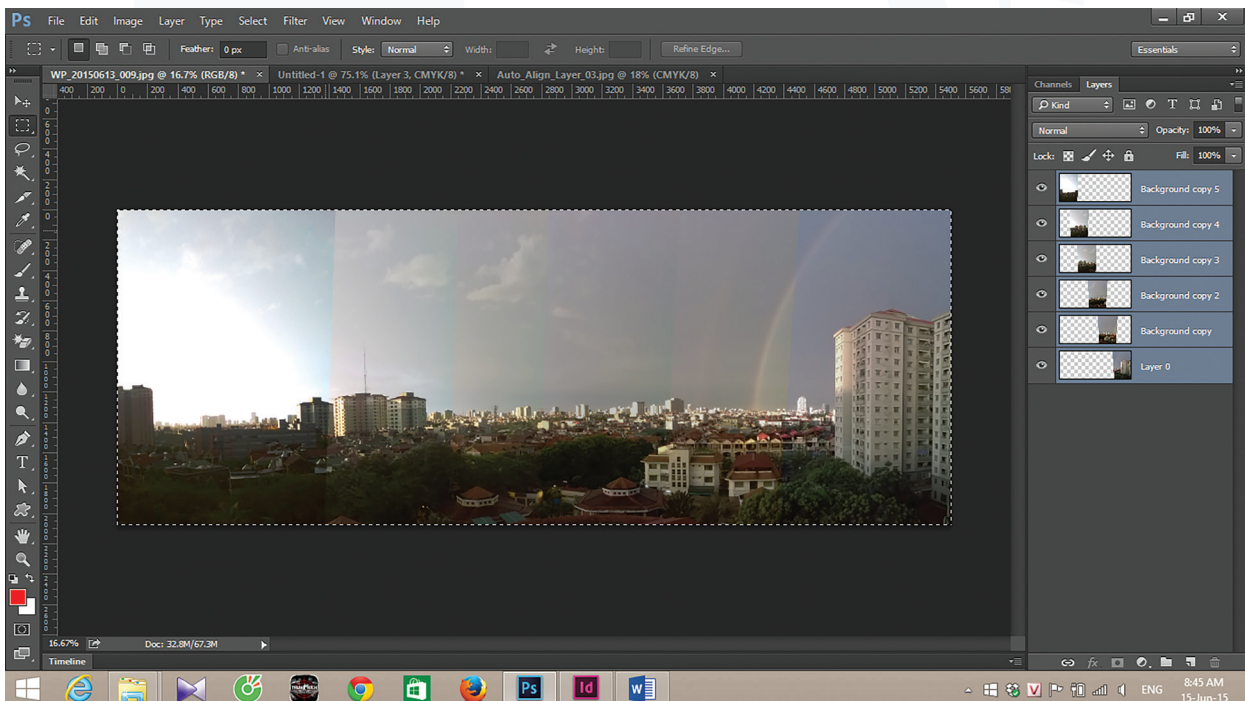 Ps File Edit Image Layer Type Select Filter View Window Help
Feather: 0 px Anti-alias Style: Normal Width: Height: Refine Edge... Essentials
WP_20150613_009.jpg @ 16.7% (RGB/8) * × Untitled-1 @ 75.1% (Layer 3, CMYK/8) * × Auto_Align_Layer_03.jpg @ 18% (CMYK/8) ×
400 200 0 200 400 600 800 1000 1200 1400 1600 1800 2000 2200 2400 2600 2800 3000 3200 3400 3600 3800 4000 4200 4400 4600 4800 5000 5200 5400 5600 58
Channels Layers
Kind
Normal Opacity: 100%
Lock: Fill: 100%
Background copy 5
Background copy 4
Background copy 3
Background copy 2
Background copy
Layer 0
16.67% Doc: 32.8M/67.3M
Timeline
fx
Ps Id W
V ENG 8:45 AM
15-Jun-15